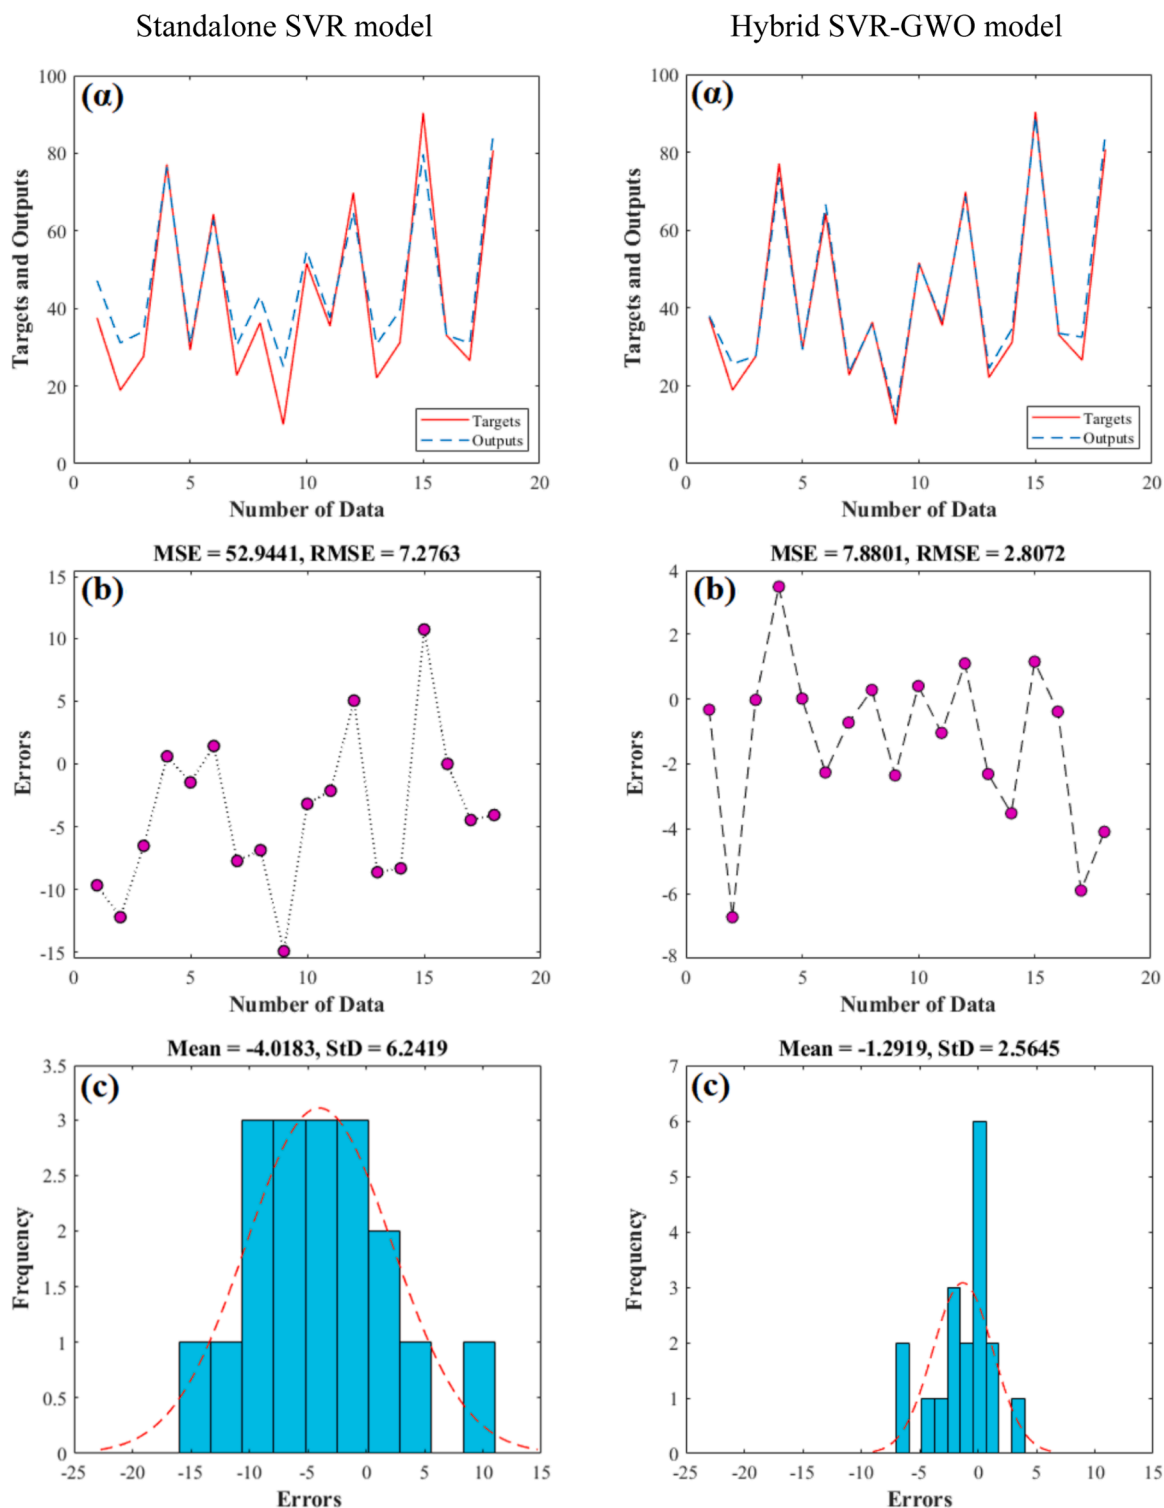 Standalone SVR model
Hybrid SVR-GWO model
(α)
100
80
60
40
20
0
0 5 10 15 20
Targets and Outputs
Number of Data
Targets
Outputs
(α)
100
80
60
40
20
0
0 5 10 15 20
Targets and Outputs
Number of Data
Targets
Outputs
MSE = 52.9441, RMSE = 7.2763
(b)
15
10
5
0
-5
-10
-15
0 5 10 15 20
Errors
Number of Data
MSE = 7.8801, RMSE = 2.8072
(b)
4
2
0
-2
-4
-6
-8
0 5 10 15 20
Errors
Number of Data
Mean = -4.0183, StD = 6.2419
(c)
3.5
3
2.5
2
1.5
1
0.5
0
-25 -20 -15 -10 -5 0 5 10 15
Frequency
Errors
Mean = -1.2919, StD = 2.5645
(c)
7
6
5
4
3
2
1
0
-25 -20 -15 -10 -5 0 5 10 15
Frequency
Errors